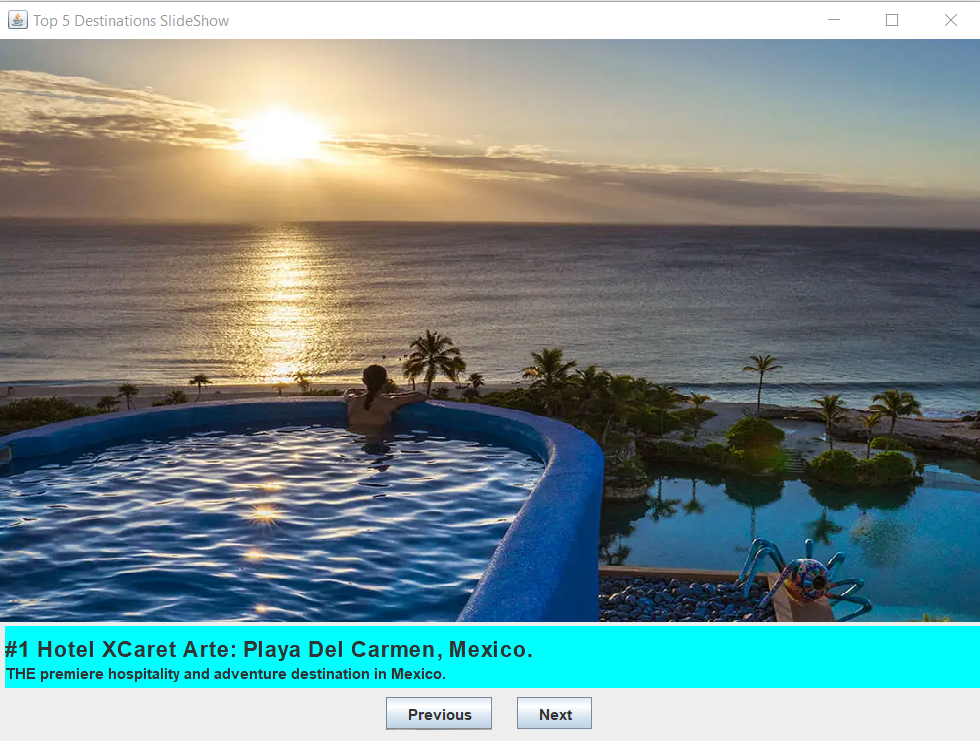 Top 5 Destinations SlideShow
#1 Hotel XCaret Arte: Playa Del Carmen, Mexico.
THE premiere hospitality and adventure destination in Mexico.
Previous
Next